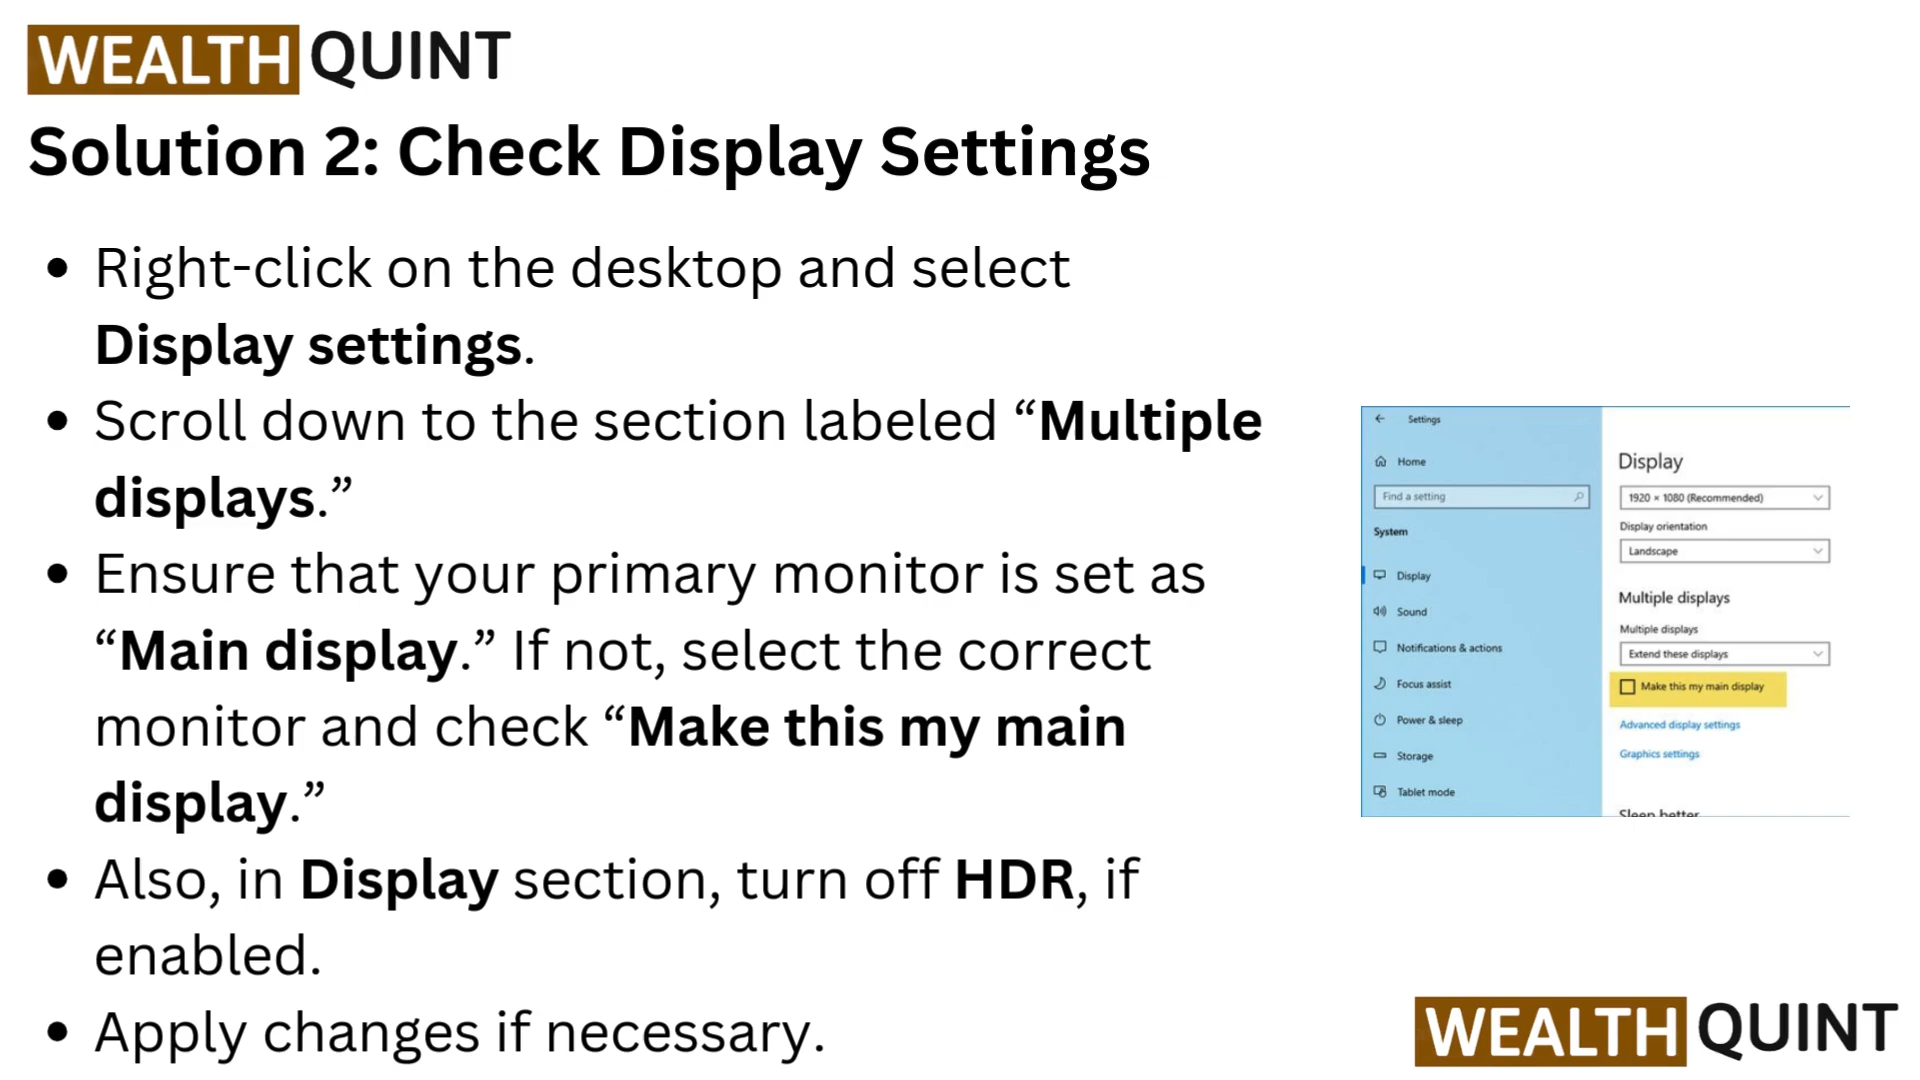 WEALTH QUINT
Solution 2: Check Display Settings
• Right-click on the desktop and select
Display settings.
• Scroll down to the section labeled “Multiple
displays.”
• Ensure that your primary monitor is set as
“Main display.” If not, select the correct
monitor and check “Make this my main
display.”
• Also, in Display section, turn off HDR, if
enabled.
• Apply changes if necessary.
Settings
Home
Find a setting
System
Display
Sound
Notifications & actions
Focus assist
Power & sleep
Storage
Tablet mode
Display
1920 × 1080 (Recommended)
Display orientation
Landscape
Multiple displays
Multiple displays
Extend these displays
Make this my main display
Advanced display settings
Graphics settings
Sleep better
WEALTH QUINT